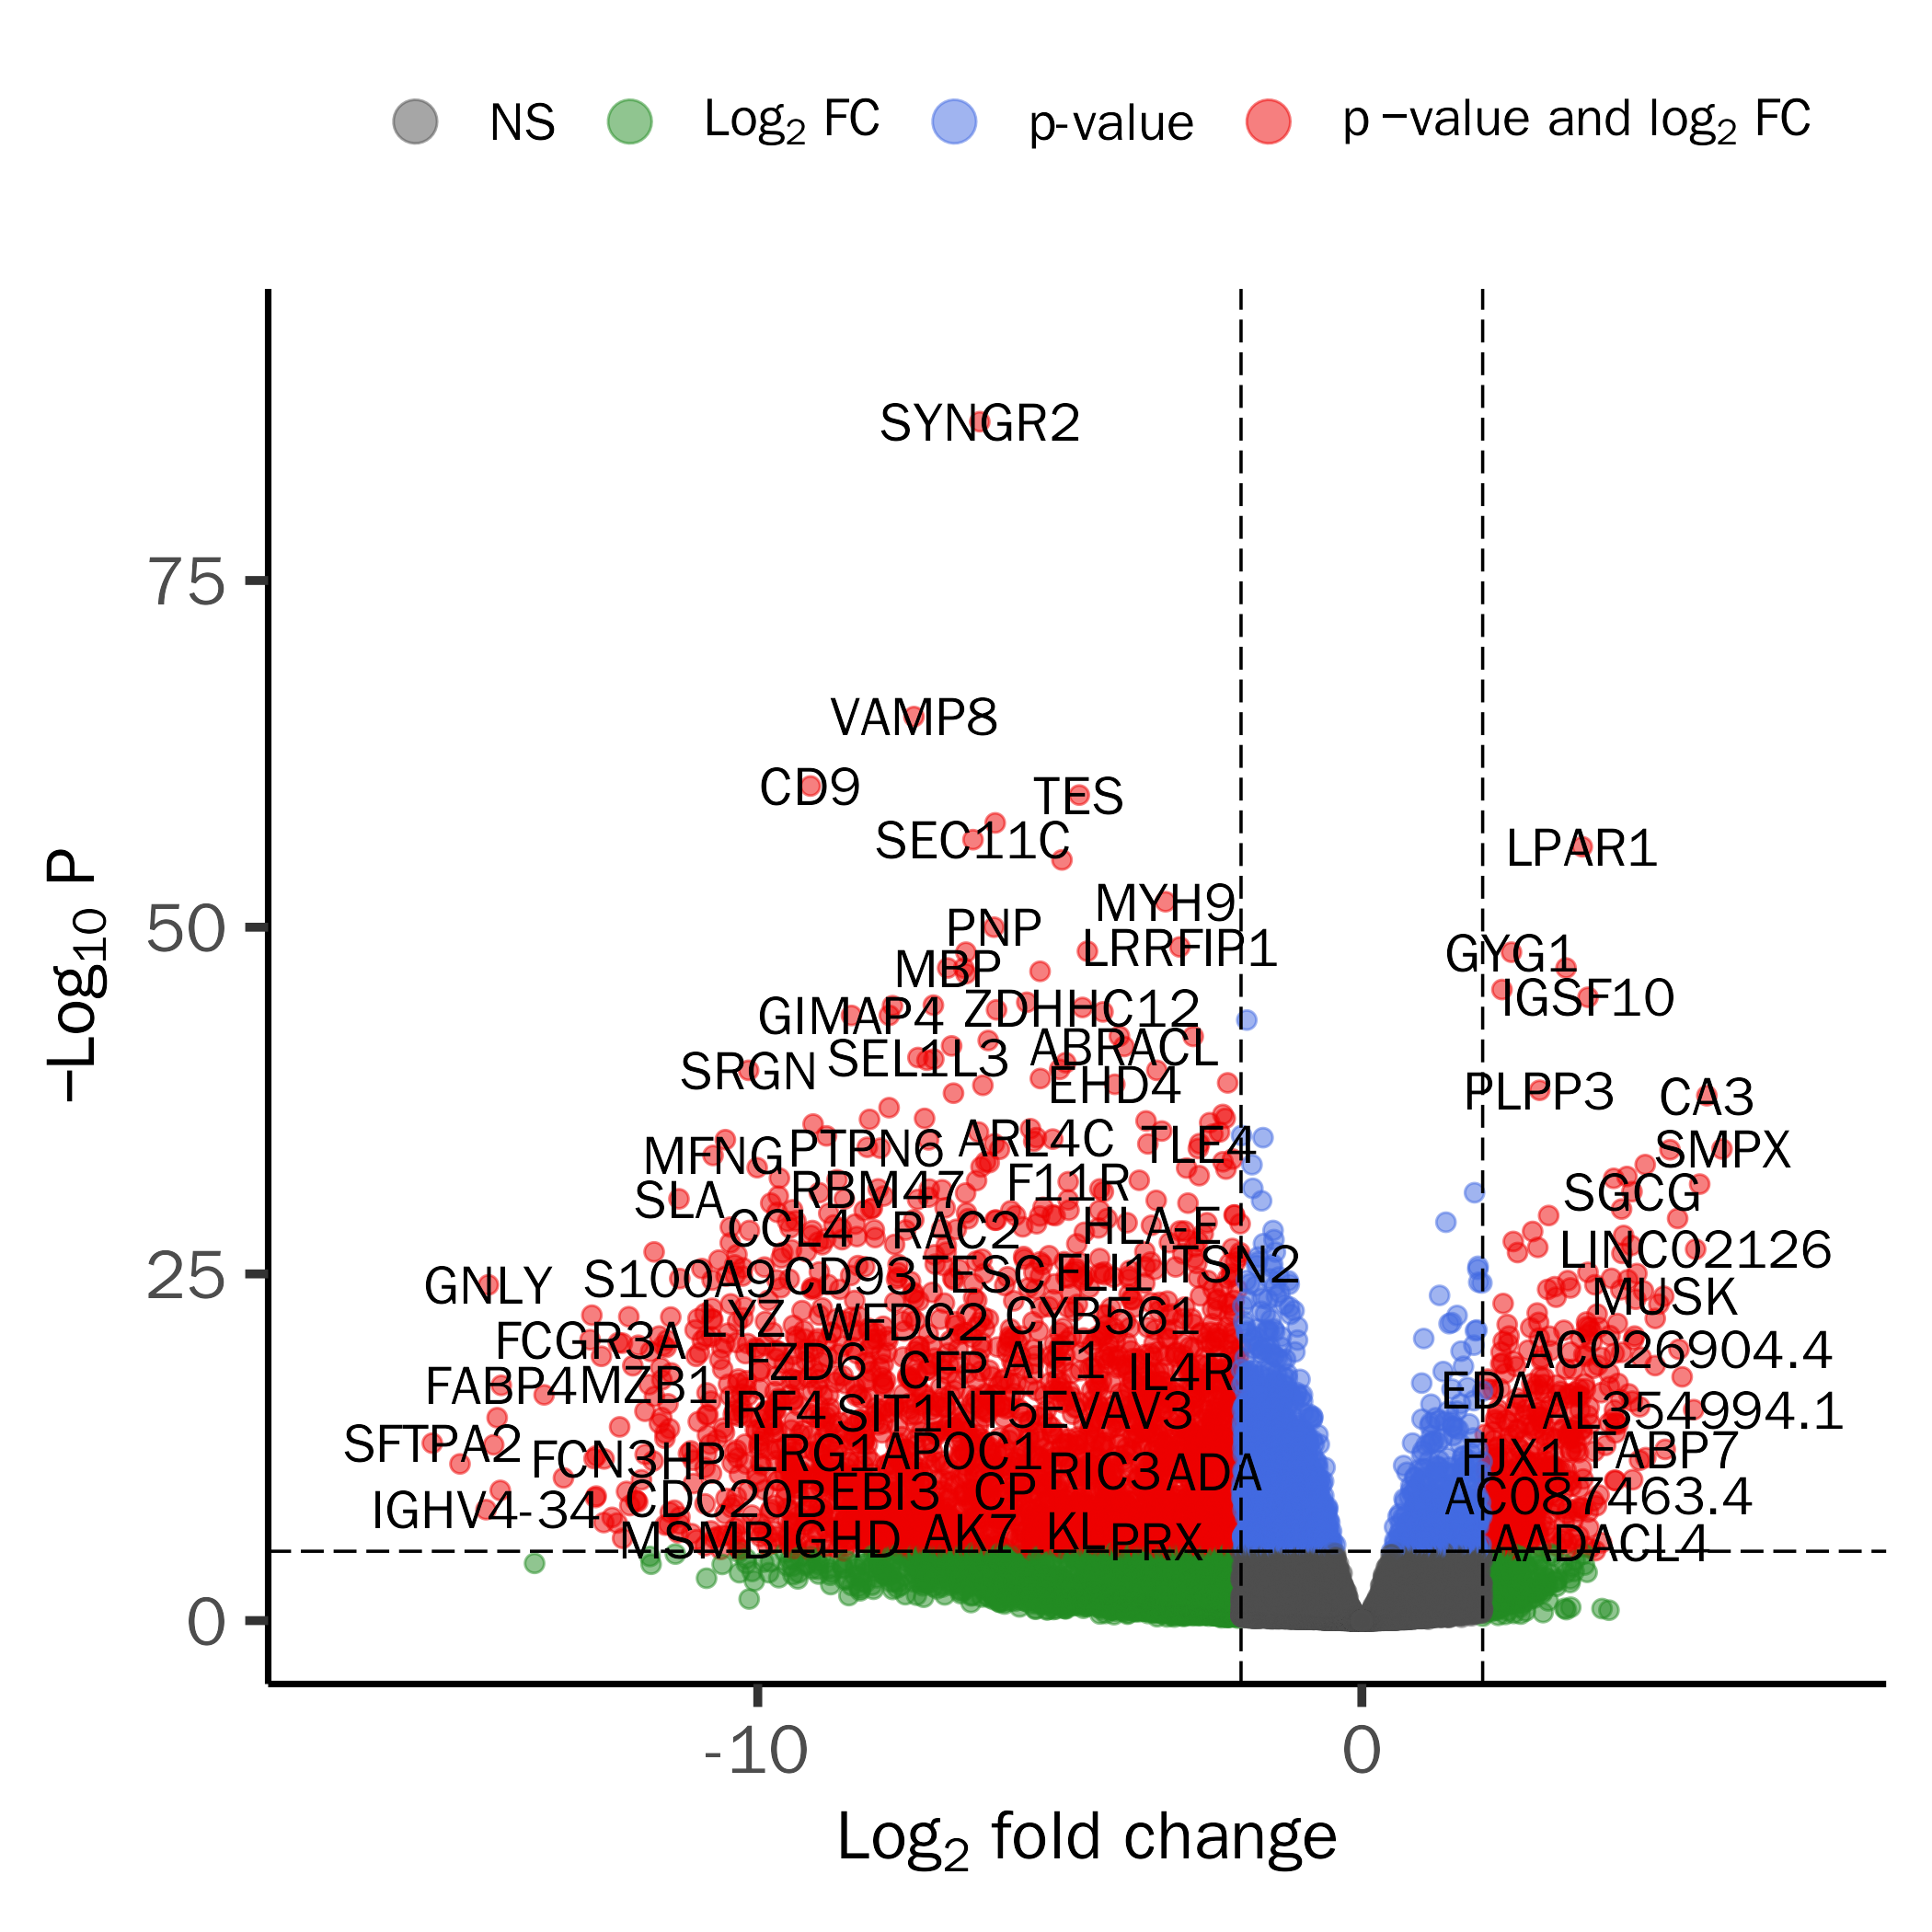 NS Log2 FC p-value p −value and log2 FC
SYNGR2
75
VAMP8
CD9 TES
SEC11C LPAR1
MYH9
50 PNP LRRFIP1 GYG1
MBP
GIMAP4 ZDHHC12 IGSF10
SRGN SEL1L3 ABRACL
EHD4 PLPP3 CA3
MFNG PTPN6 ARL4C TLE4 SMPX
SLA RBM47 F11R SGCG
CCL4 RAC2 HLA-E
25 GNLY S100A9 CD93 TESC FLI1 ITSN2 LINC02126
LYZ WFDC2 CYB561 MUSK
FCGR3A FZD6 CFP AIF1 IL4R AC026904.4
FABP4 MZB1 EDA
IRF4 SIT1 NT5E VAV3 AL354994.1
SFTPA2 FCN3 HP LRG1 APOC1 RIC3 ADA FJX1 FABP7
IGHV4-34 CDC20B EBI3 CP AC087463.4
MSMB IGHD AK7 KL PRX AADACL4
0
-10 0
Log2 fold change
−Log10 P